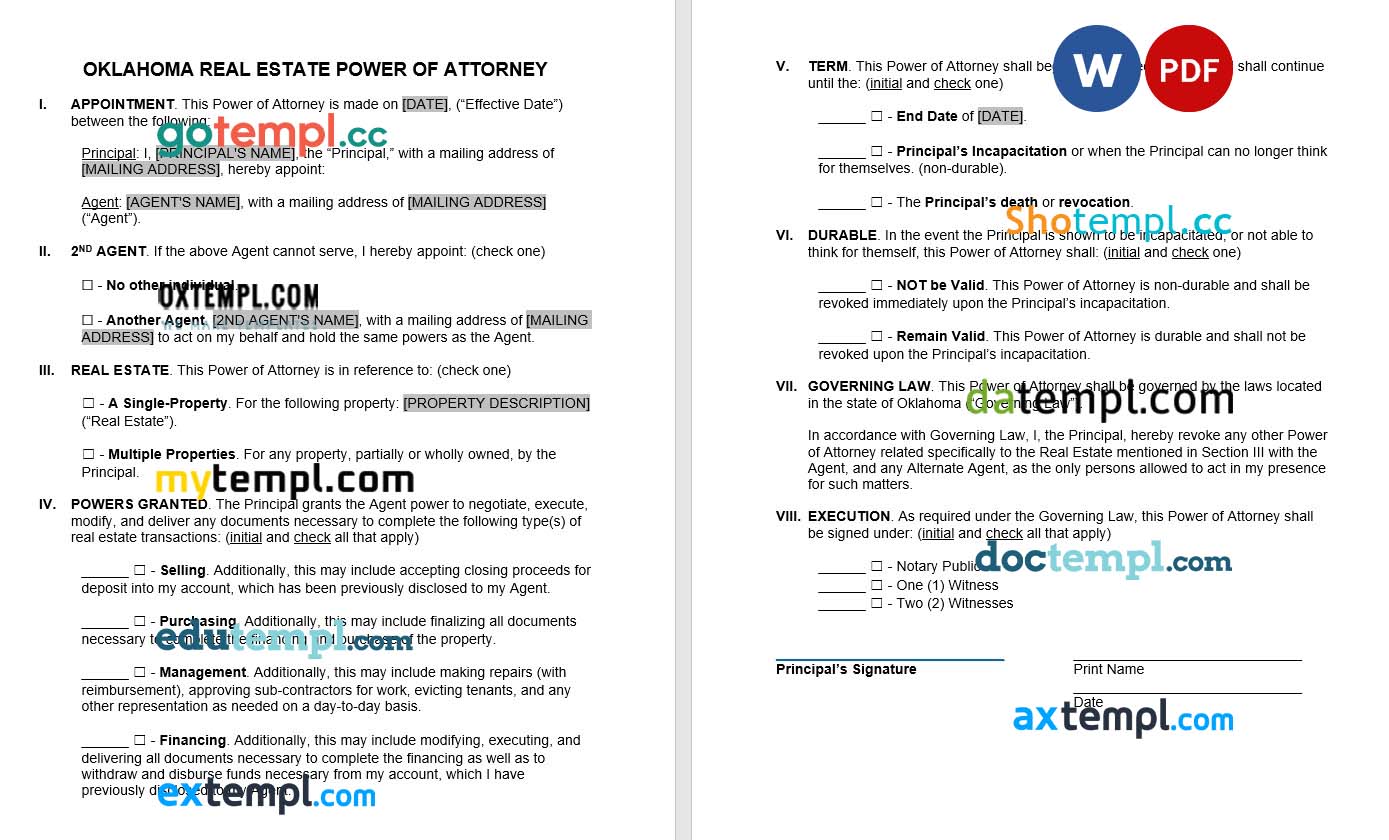 OKLAHOMA REAL ESTATE POWER OF ATTORNEY
I. APPOINTMENT. This Power of Attorney is made on [DATE], (“Effective Date”)
between the following:
gotempl.cc
Principal: I, [PRINCIPAL'S NAME], the “Principal,” with a mailing address of
[MAILING ADDRESS], hereby appoint:
Agent: [AGENT'S NAME], with a mailing address of [MAILING ADDRESS]
(“Agent”).
II. 2ND AGENT. If the above Agent cannot serve, I hereby appoint: (check one)
☐ - No other individual.
OXTEMPL.COM
☐ - Another Agent. [2ND AGENT'S NAME], with a mailing address of [MAILING
ADDRESS] to act on my behalf and hold the same powers as the Agent.
III. REAL ESTATE. This Power of Attorney is in reference to: (check one)
☐ - A Single-Property. For the following property: [PROPERTY DESCRIPTION]
(“Real Estate”).
☐ - Multiple Properties. For any property, partially or wholly owned, by the
Principal.
mytempl.com
IV. POWERS GRANTED. The Principal grants the Agent power to negotiate, execute,
modify, and deliver any documents necessary to complete the following type(s) of
real estate transactions: (initial and check all that apply)
______ ☐ - Selling. Additionally, this may include accepting closing proceeds for
deposit into my account, which has been previously disclosed to my Agent.
______ ☐ - Purchasing. Additionally, this may include finalizing all documents
necessary to complete the financing and purchase of the property.
edutempl.com
______ ☐ - Management. Additionally, this may include making repairs (with
reimbursement), approving sub-contractors for work, evicting tenants, and any
other representation as needed on a day-to-day basis.
______ ☐ - Financing. Additionally, this may include modifying, executing, and
delivering all documents necessary to complete the financing as well as to
withdraw and disburse funds necessary from my account, which I have
previously disclosed to my Agent.
extempl.com
W PDF
V. TERM. This Power of Attorney shall be shall continue
until the: (initial and check one)
______ ☐ - End Date of [DATE].
______ ☐ - Principal’s Incapacitation or when the Principal can no longer think
for themselves. (non-durable).
______ ☐ - The Principal’s death or revocation.
Shotempl.cc
VI. DURABLE. In the event the Principal is shown to be incapacitated, or not able to
think for themself, this Power of Attorney shall: (initial and check one)
______ ☐ - NOT be Valid. This Power of Attorney is non-durable and shall be
revoked immediately upon the Principal’s incapacitation.
______ ☐ - Remain Valid. This Power of Attorney is durable and shall not be
revoked upon the Principal’s incapacitation.
VII. GOVERNING LAW. This Power of Attorney shall be governed by the laws located
in the state of Oklahoma (“Governing Law”).
datempl.com
In accordance with Governing Law, I, the Principal, hereby revoke any other Power
of Attorney related specifically to the Real Estate mentioned in Section III with the
Agent, and any Alternate Agent, as the only persons allowed to act in my presence
for such matters.
VIII. EXECUTION. As required under the Governing Law, this Power of Attorney shall
be signed under: (initial and check all that apply)
doctempl.com
______ ☐ - Notary Public
______ ☐ - One (1) Witness
______ ☐ - Two (2) Witnesses
Principal’s Signature Print Name
Date
axtempl.com